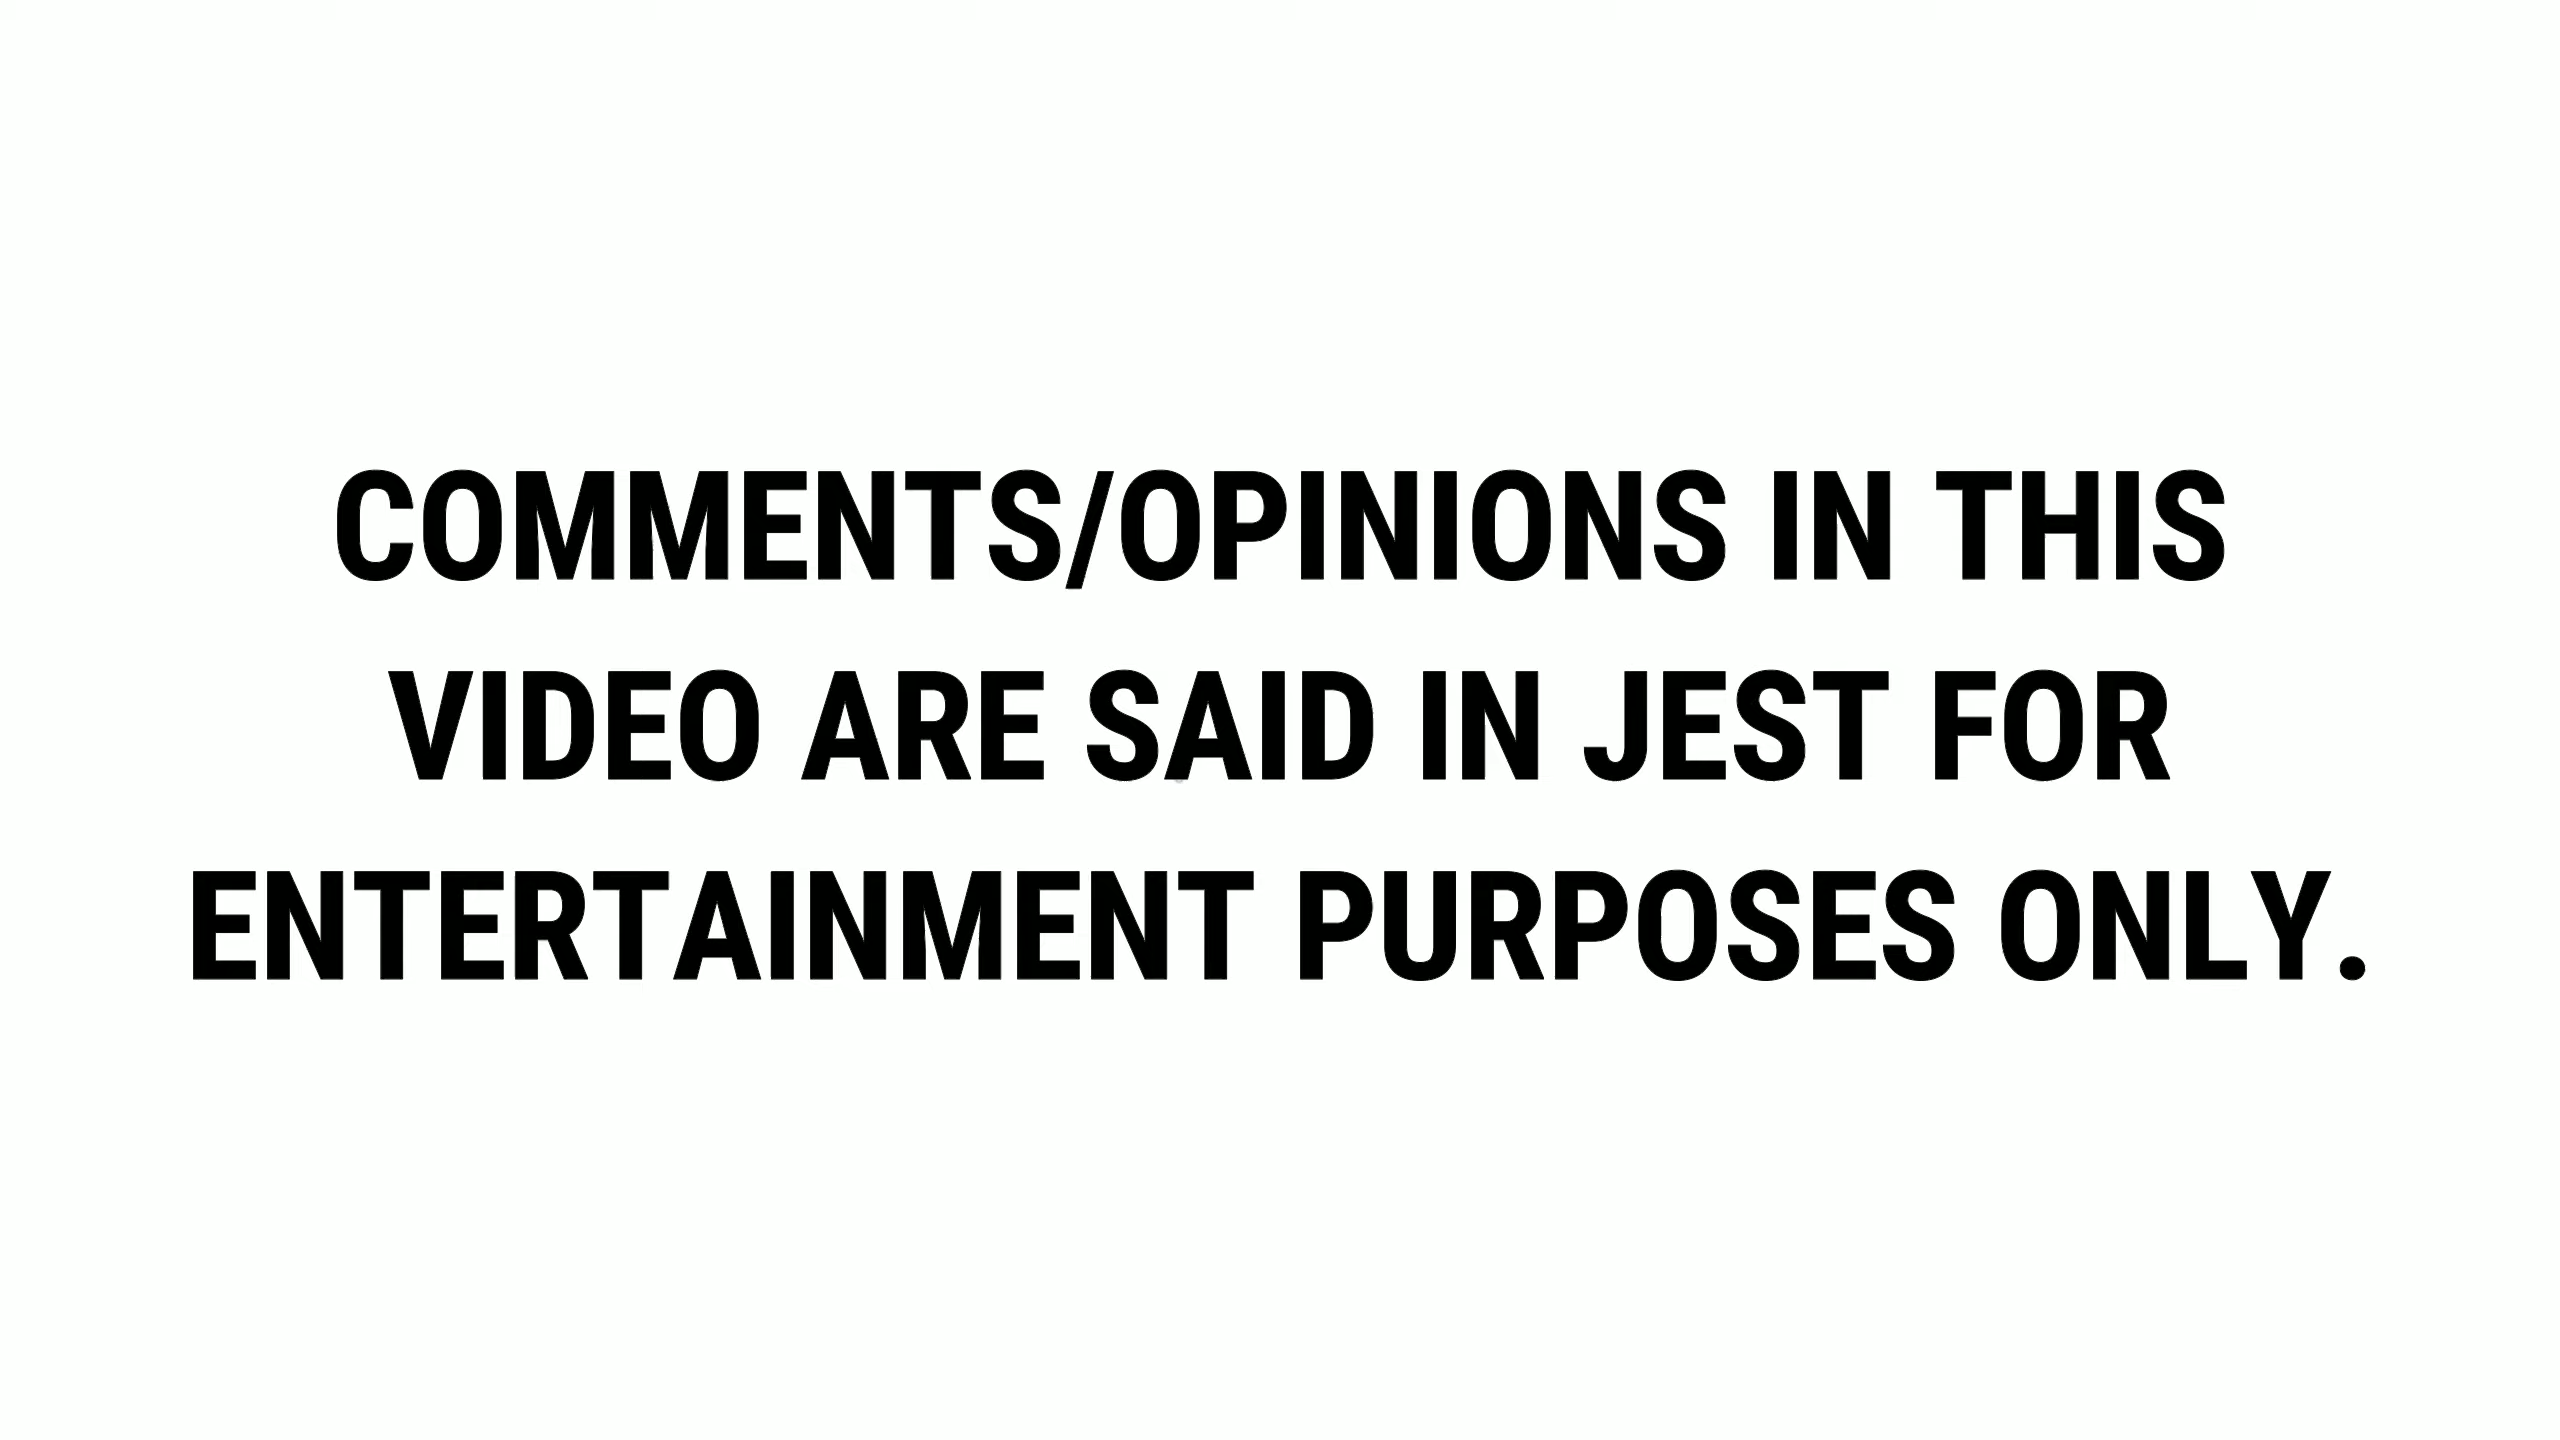 COMMENTS/OPINIONS IN THIS
VIDEO ARE SAID IN JEST FOR
ENTERTAINMENT PURPOSES ONLY.